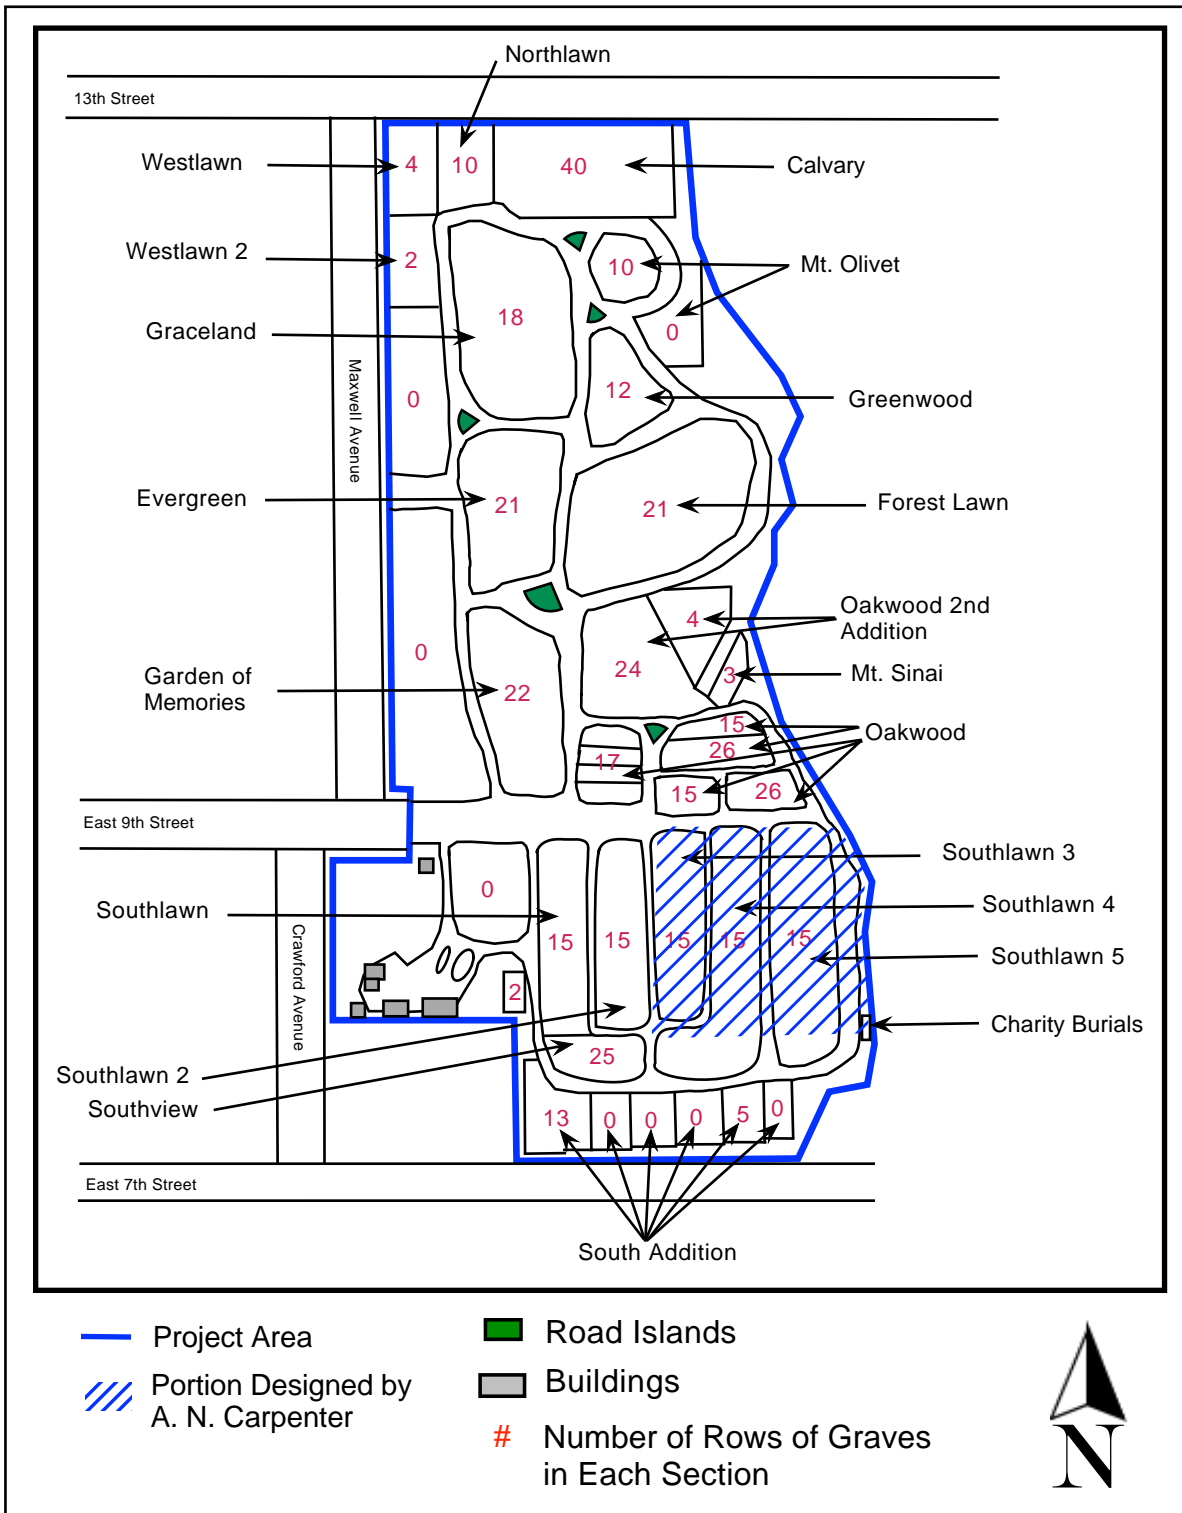 Northlawn
13th Street
Westlawn
4
10
40
Calvary
Westlawn 2
2
10
Mt. Olivet
Graceland
18
0
Maxwell Avenue
0
12
Greenwood
Evergreen
21
21
Forest Lawn
Oakwood 2nd
Addition
4
0
24
3
Mt. Sinai
Garden of
Memories
22
15
Oakwood
26
17
15
26
East 9th Street
Southlawn 3
0
Southlawn
Southlawn 4
Crawford Avenue
15
15
15
15
15
Southlawn 5
2
Charity Burials
25
Southlawn 2
Southview
13
0
0
0
5
0
East 7th Street
South Addition
Project Area
Road Islands
Portion Designed by
A. N. Carpenter
Buildings
# Number of Rows of Graves
in Each Section
N